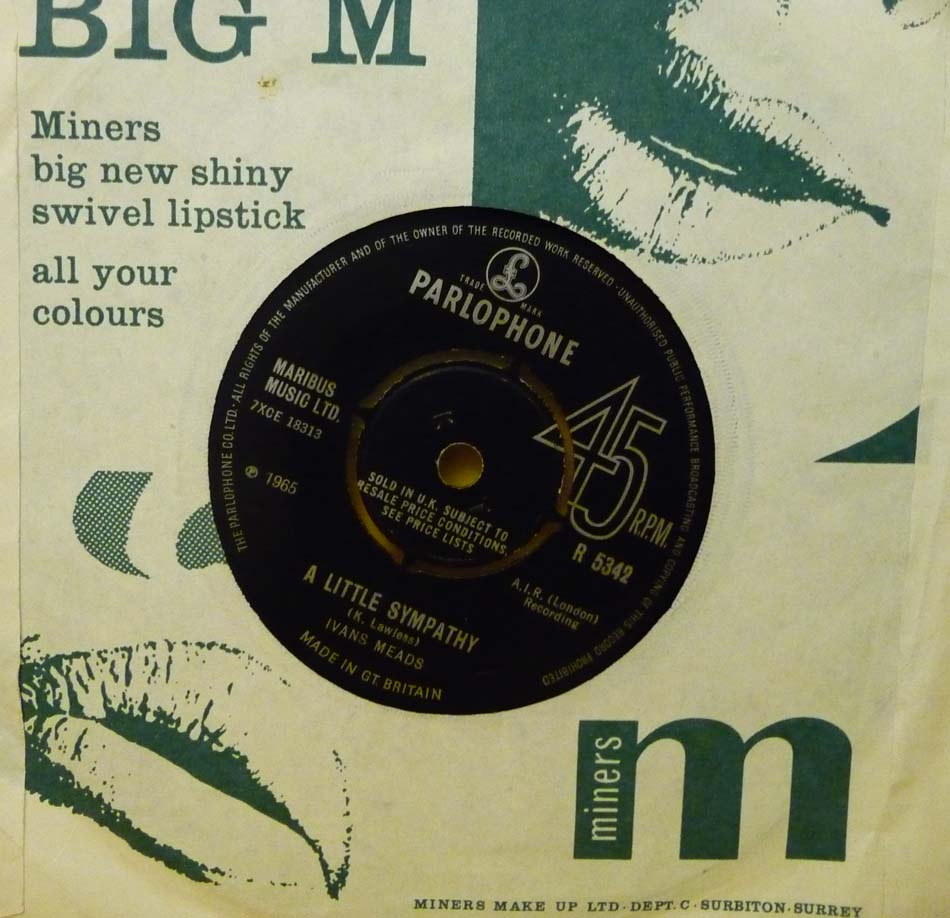 BIG M
Miners
big new shiny
swivel lipstick
all your
colours
THE PARLOPHONE CO. LTD. · ALL RIGHTS OF THE MANUFACTURER AND OF THE OWNER OF THE RECORDED WORK RESERVED · UNAUTHORISED PUBLIC PERFORMANCE BROADCASTING AND COPYING OF THIS RECORD PROHIBITED
£
TRADE MARK
PARLOPHONE
MARIBUS
MUSIC LTD.
7XCE 18313
℗ 1965
45
R.P.M.
R 5342
SOLD IN U.K. SUBJECT TO
RESALE PRICE CONDITIONS,
SEE PRICE LISTS
A.I.R. (London)
Recording
A LITTLE SYMPATHY
(K. Lawless)
IVANS MEADS
MADE IN GT. BRITAIN
miners
m
MINERS MAKE UP LTD · DEPT. C · SURBITON · SURREY